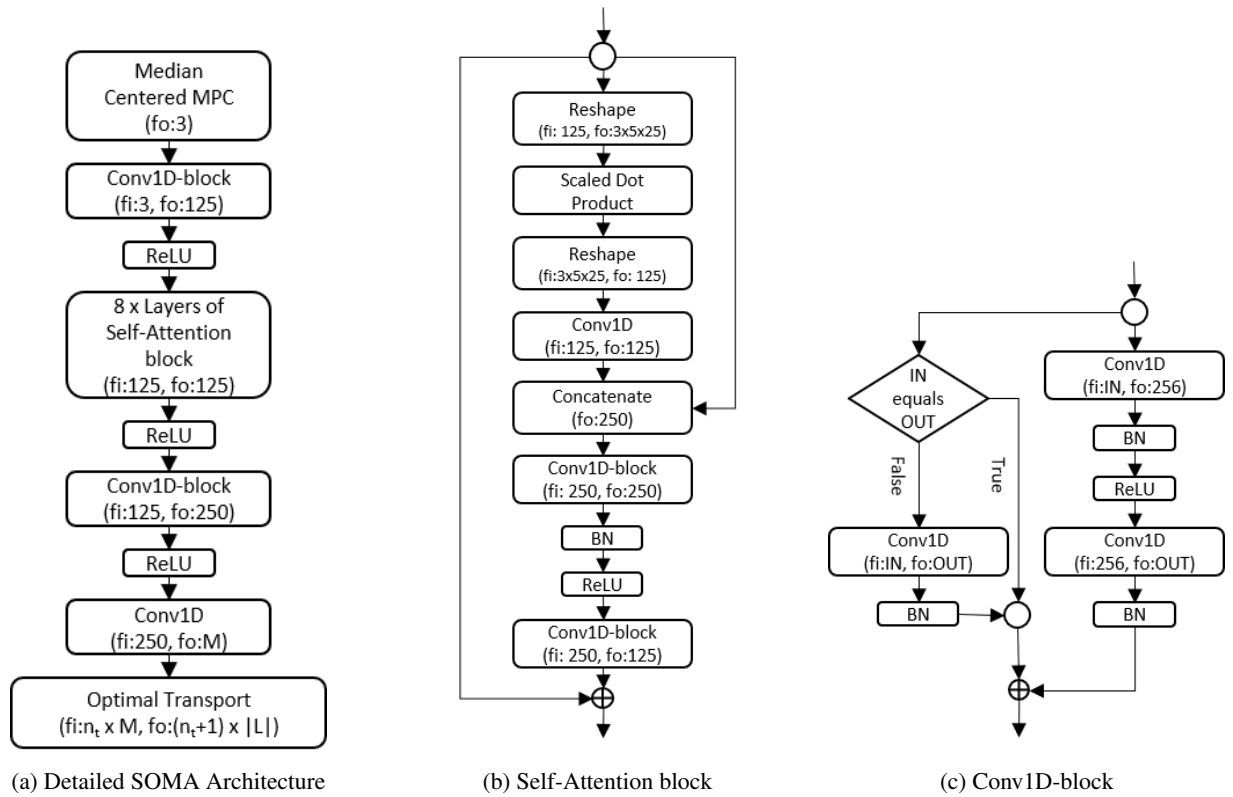 Median
Centered MPC
(fo:3)
Conv1D-block
(fi:3, fo:125)
ReLU
8 x Layers of
Self-Attention
block
(fi:125, fo:125)
ReLU
Conv1D-block
(fi:125, fo:250)
ReLU
Conv1D
(fi:250, fo:M)
Optimal Transport
(fi:nₜ x M, fo:(nₜ+1) x |L|)
(a) Detailed SOMA Architecture
Reshape
(fi: 125, fo:3x5x25)
Scaled Dot
Product
Reshape
(fi:3x5x25, fo: 125)
Conv1D
(fi:125, fo:125)
Concatenate
(fo:250)
Conv1D-block
(fi: 250, fo:250)
BN
ReLU
Conv1D-block
(fi: 250, fo:125)
(b) Self-Attention block
IN
equals
OUT
False
True
Conv1D
(fi:IN, fo:OUT)
BN
Conv1D
(fi:IN, fo:256)
BN
ReLU
Conv1D
(fi:256, fo:OUT)
BN
(c) Conv1D-block